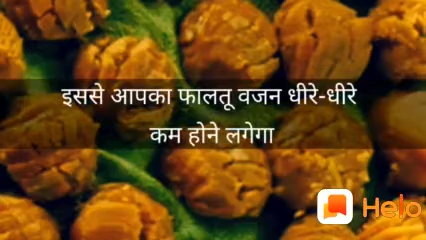 इससे आपका फालतू वजन धीरे-धीरे
कम होने लगेगा
Helo